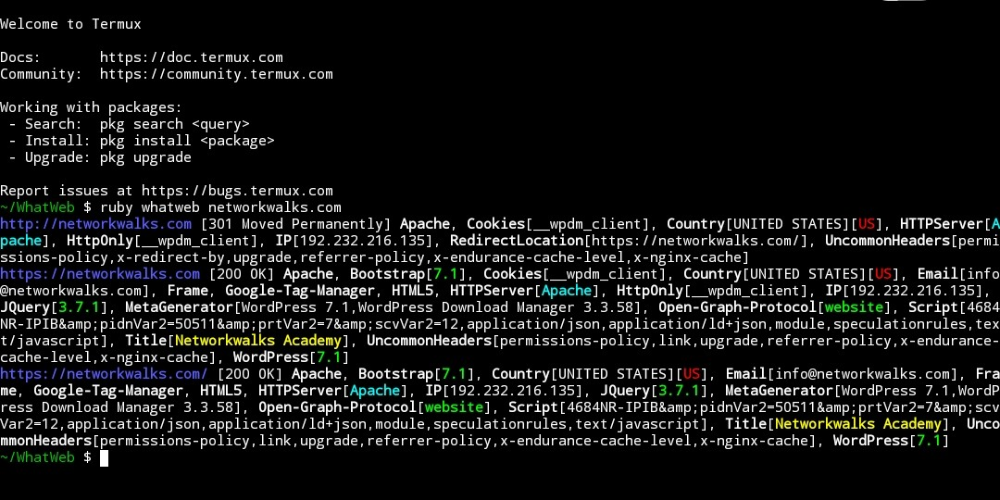 Welcome to Termux
Docs:       https://doc.termux.com
Community:  https://community.termux.com
Working with packages:
 - Search:  pkg search <query>
 - Install: pkg install <package>
 - Upgrade: pkg upgrade
Report issues at https://bugs.termux.com
~/WhatWeb $ ruby whatweb networkwalks.com
http://networkwalks.com [301 Moved Permanently] Apache, Cookies[__wpdm_client], Country[UNITED STATES][US], HTTPServer[A
pache], HttpOnly[__wpdm_client], IP[192.232.216.135], RedirectLocation[https://networkwalks.com/], UncommonHeaders[permi
ssions-policy,x-redirect-by,upgrade,referrer-policy,x-endurance-cache-level,x-nginx-cache]
https://networkwalks.com [200 OK] Apache, Bootstrap[7.1], Cookies[__wpdm_client], Country[UNITED STATES][US], Email[info
@networkwalks.com], Frame, Google-Tag-Manager, HTML5, HTTPServer[Apache], HttpOnly[__wpdm_client], IP[192.232.216.135],
JQuery[3.7.1], MetaGenerator[WordPress 7.1,WordPress Download Manager 3.3.58], Open-Graph-Protocol[website], Script[4684
NR-IPIB&amp;pidnVar2=50511&amp;prtVar2=7&amp;scvVar2=12,application/json,application/ld+json,module,speculationrules,tex
t/javascript], Title[Networkwalks Academy], UncommonHeaders[permissions-policy,link,upgrade,referrer-policy,x-endurance-
cache-level,x-nginx-cache], WordPress[7.1]
https://networkwalks.com/ [200 OK] Apache, Bootstrap[7.1], Country[UNITED STATES][US], Email[info@networkwalks.com], Fra
me, Google-Tag-Manager, HTML5, HTTPServer[Apache], IP[192.232.216.135], JQuery[3.7.1], MetaGenerator[WordPress 7.1,WordP
ress Download Manager 3.3.58], Open-Graph-Protocol[website], Script[4684NR-IPIB&amp;pidnVar2=50511&amp;prtVar2=7&amp;scv
Var2=12,application/json,application/ld+json,module,speculationrules,text/javascript], Title[Networkwalks Academy], Unco
mmonHeaders[permissions-policy,link,upgrade,referrer-policy,x-endurance-cache-level,x-nginx-cache], WordPress[7.1]
~/WhatWeb $